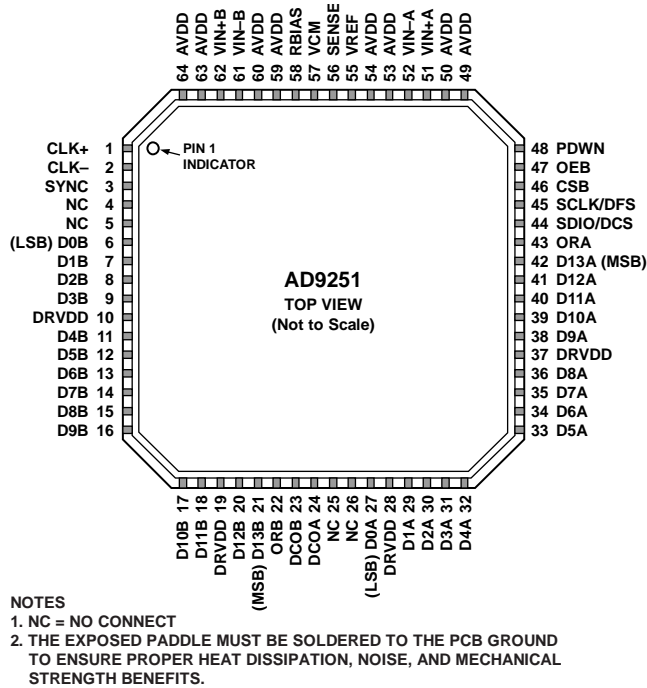 64 AVDD
63 AVDD
62 VIN+B
61 VIN–B
60 AVDD
59 AVDD
58 RBIAS
57 VCM
56 SENSE
55 VREF
54 AVDD
53 AVDD
52 VIN–A
51 VIN+A
50 AVDD
49 AVDD
CLK+ 1
CLK– 2
SYNC 3
NC 4
NC 5
(LSB) D0B 6
D1B 7
D2B 8
D3B 9
DRVDD 10
D4B 11
D5B 12
D6B 13
D7B 14
D8B 15
D9B 16
PIN 1
INDICATOR
AD9251
TOP VIEW
(Not to Scale)
48 PDWN
47 OEB
46 CSB
45 SCLK/DFS
44 SDIO/DCS
43 ORA
42 D13A (MSB)
41 D12A
40 D11A
39 D10A
38 D9A
37 DRVDD
36 D8A
35 D7A
34 D6A
33 D5A
D10B 17
D11B 18
DRVDD 19
D12B 20
(MSB) D13B 21
ORB 22
DCOB 23
DCOA 24
NC 25
NC 26
(LSB) D0A 27
DRVDD 28
D1A 29
D2A 30
D3A 31
D4A 32
NOTES
1. NC = NO CONNECT
2. THE EXPOSED PADDLE MUST BE SOLDERED TO THE PCB GROUND
TO ENSURE PROPER HEAT DISSIPATION, NOISE, AND MECHANICAL
STRENGTH BENEFITS.